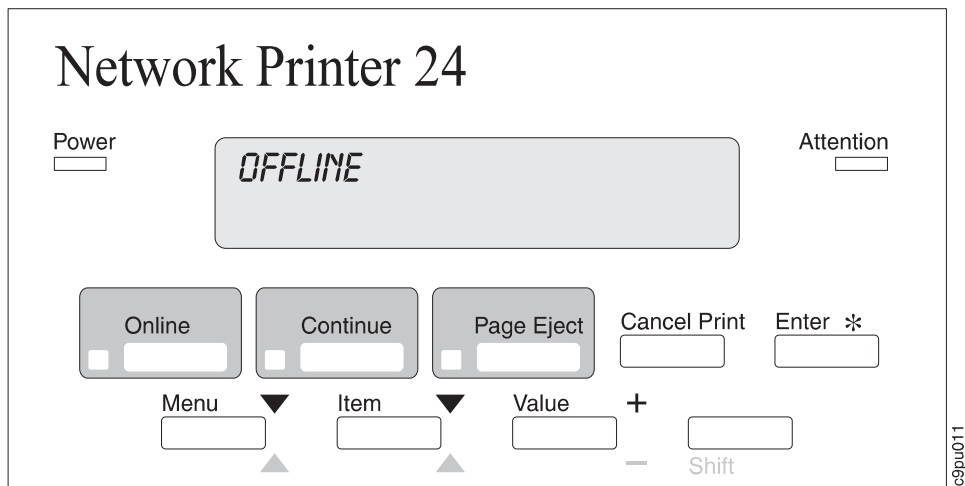 Network Printer 24
Power
Attention
OFFLINE
Online
Continue
Page Eject
Cancel Print
Enter *
Menu
Item
Value
+
−
Shift
c9pu011